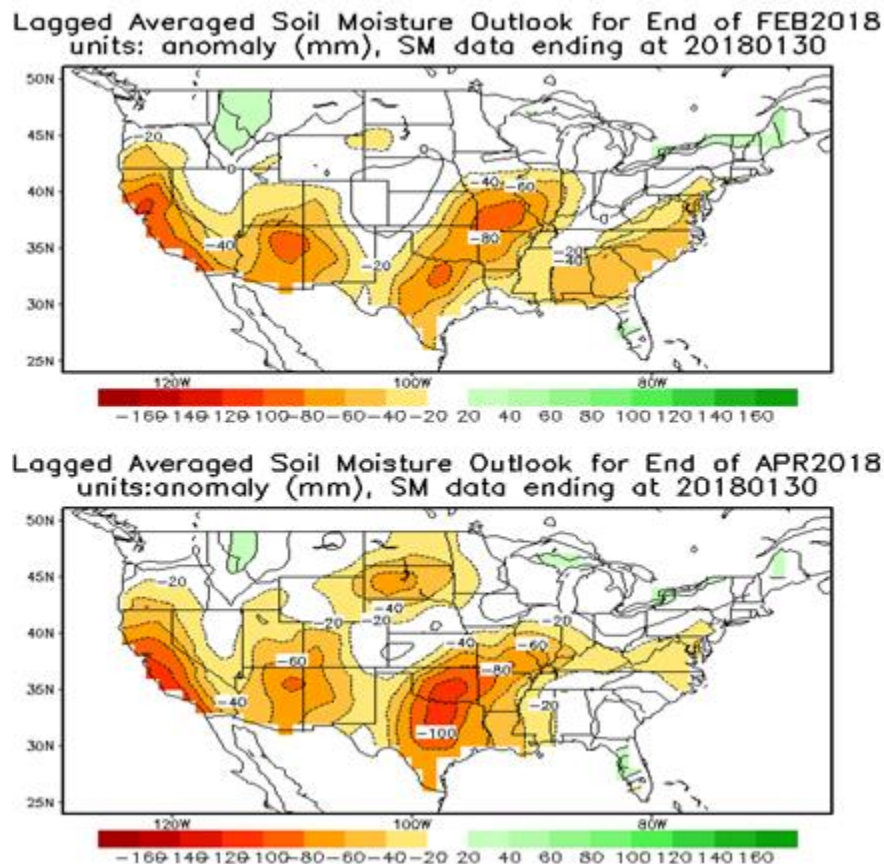 Lagged Averaged Soil Moisture Outlook for End of FEB2018
units: anomaly (mm), SM data ending at 20180130
50N
45N
-20
0
0
40N
-40
-60
0
-40
-80
-20
35N
-20
-40
30N
25N
120W 100W 80W
-160 -140 -120 -100 -80 -60 -40 -20 20 40 60 80 100 120 140 160
Lagged Averaged Soil Moisture Outlook for End of APR2018
units:anomaly (mm), SM data ending at 20180130
50N
45N
-20
-40
-20 -20 -20
40N
-40 -60
-60 -80
35N
-40 -20
-100
30N
25N
120W 100W 80W
-160 -140 -120 -100 -80 -60 -40 -20 20 40 60 80 100 120 140 160